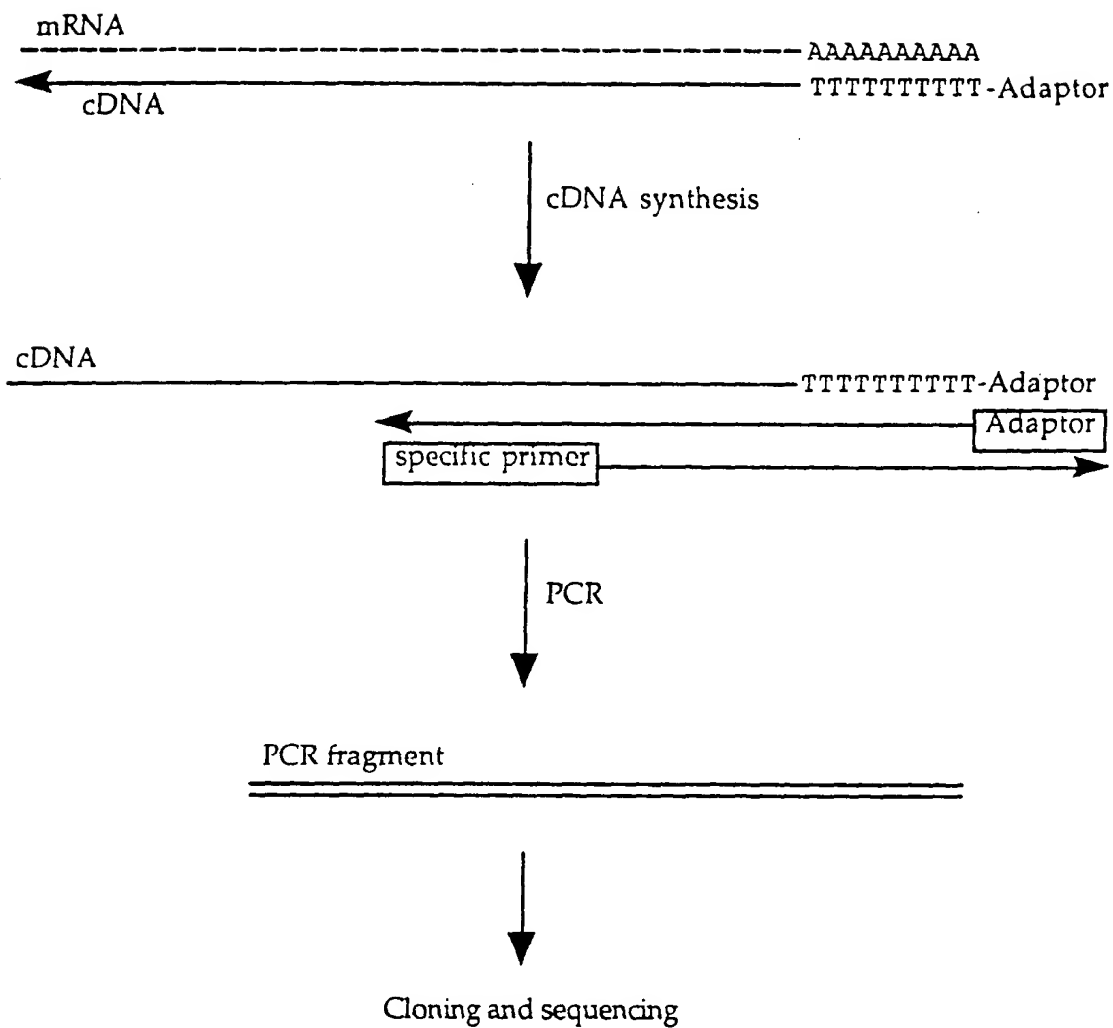 mRNA
AAAAAAAAAA
TTTTTTTTTT-Adaptor
cDNA
cDNA synthesis
cDNA
TTTTTTTTTT-Adaptor
Adaptor
specific primer
PCR
PCR fragment
Cloning and sequencing